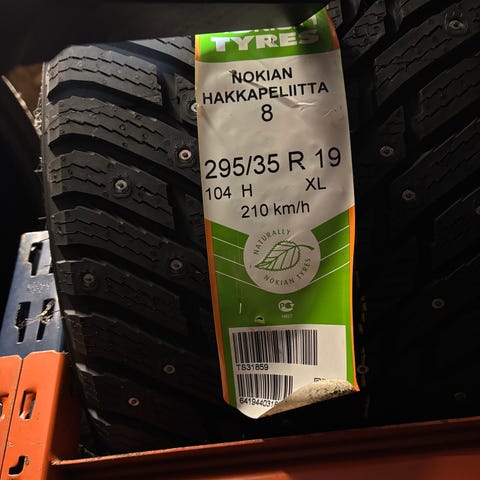 TYRES
NOKIAN
HAKKAPELIITTA
8
295/35 R 19
104 H XL
210 km/h
NATURALLY
NOKIAN TYRES
TS31859